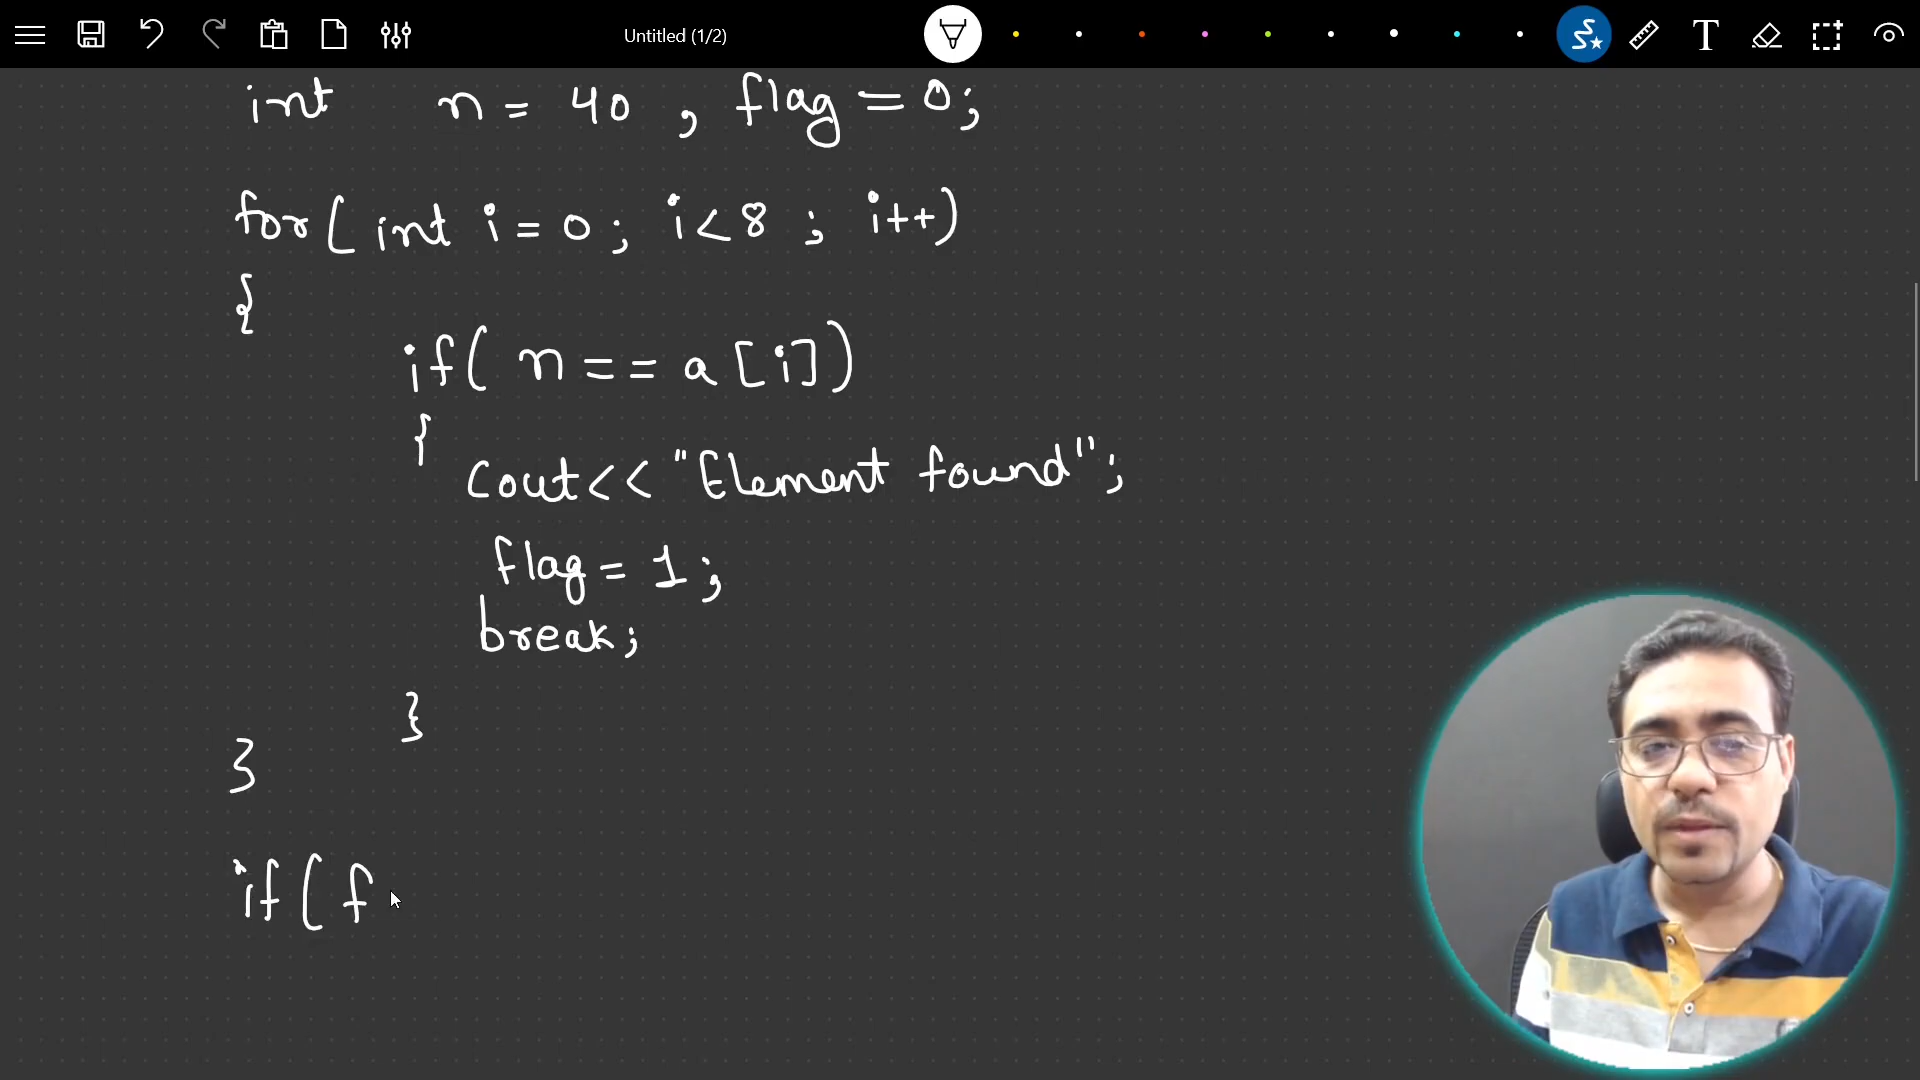 Untitled (1/2)
T
int n = 40 , flag = 0;
for( int i = 0; i<8 ; i++)
{
if( n == a[i])
{
cout<< "Element found";
flag = 1;
break;
}
}
if( f